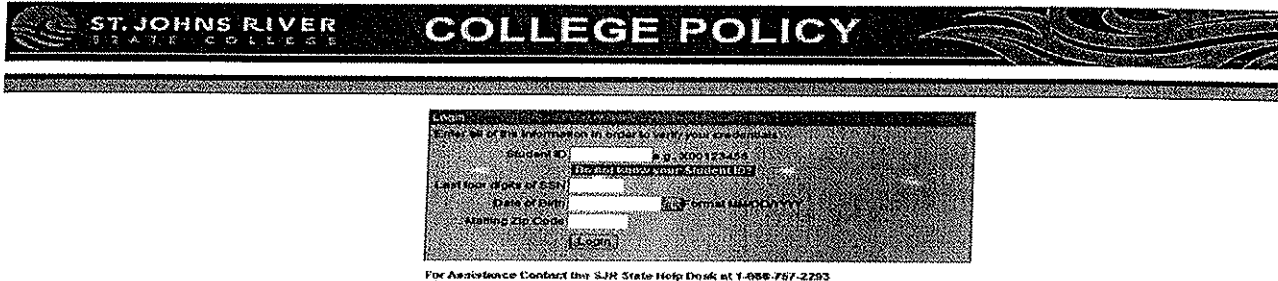 ST. JOHNS RIVER
STATE COLLEGE
COLLEGE POLICY
Login
Enter all of the information in order to verify your credentials.
Student ID e.g., X00123456
Do not know your Student ID?
Last four digits of SSN
Date of Birth Format MM/DD/YYYY
Mailing Zip Code
Login
For Assistance Contact the SJR State Help Desk at 1-888-757-2293